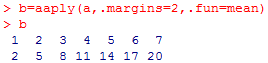 > b=aaply(a,.margins=2,.fun=mean)
> b
1 2 3 4 5 6 7
2 5 8 11 14 17 20